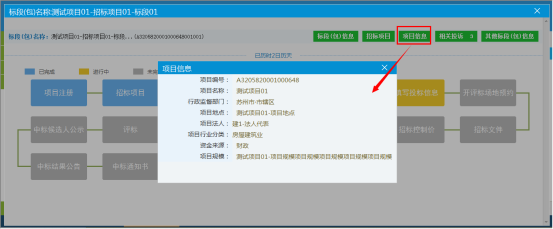 标段(包)名称:测试项目01-招标项目01-标段01
标段(包)名称: 测试项目01-招标项目01-标段... (A3205820001000648001001)
标段(包)信息 招标项目 项目信息 相关投诉 3 其他标段(包)信息
已历时2日历天
已完成 进行中
项目注册 招标项目 开评标场地预约
中标候选人公示 评标 招标控制价 招标文件
中标结果公告 中标通知书
项目信息
项目编号: A3205820001000648
项目名称: 测试项目01
行政监督部门: 苏州市-市辖区
项目地点: 测试项目01-项目地点
项目法人: 建1-法人代表
项目行业分类: 房屋建筑业
资金来源: 财政
项目规模: 测试项目01-项目规模项目规模项目规模项目规模项目规模